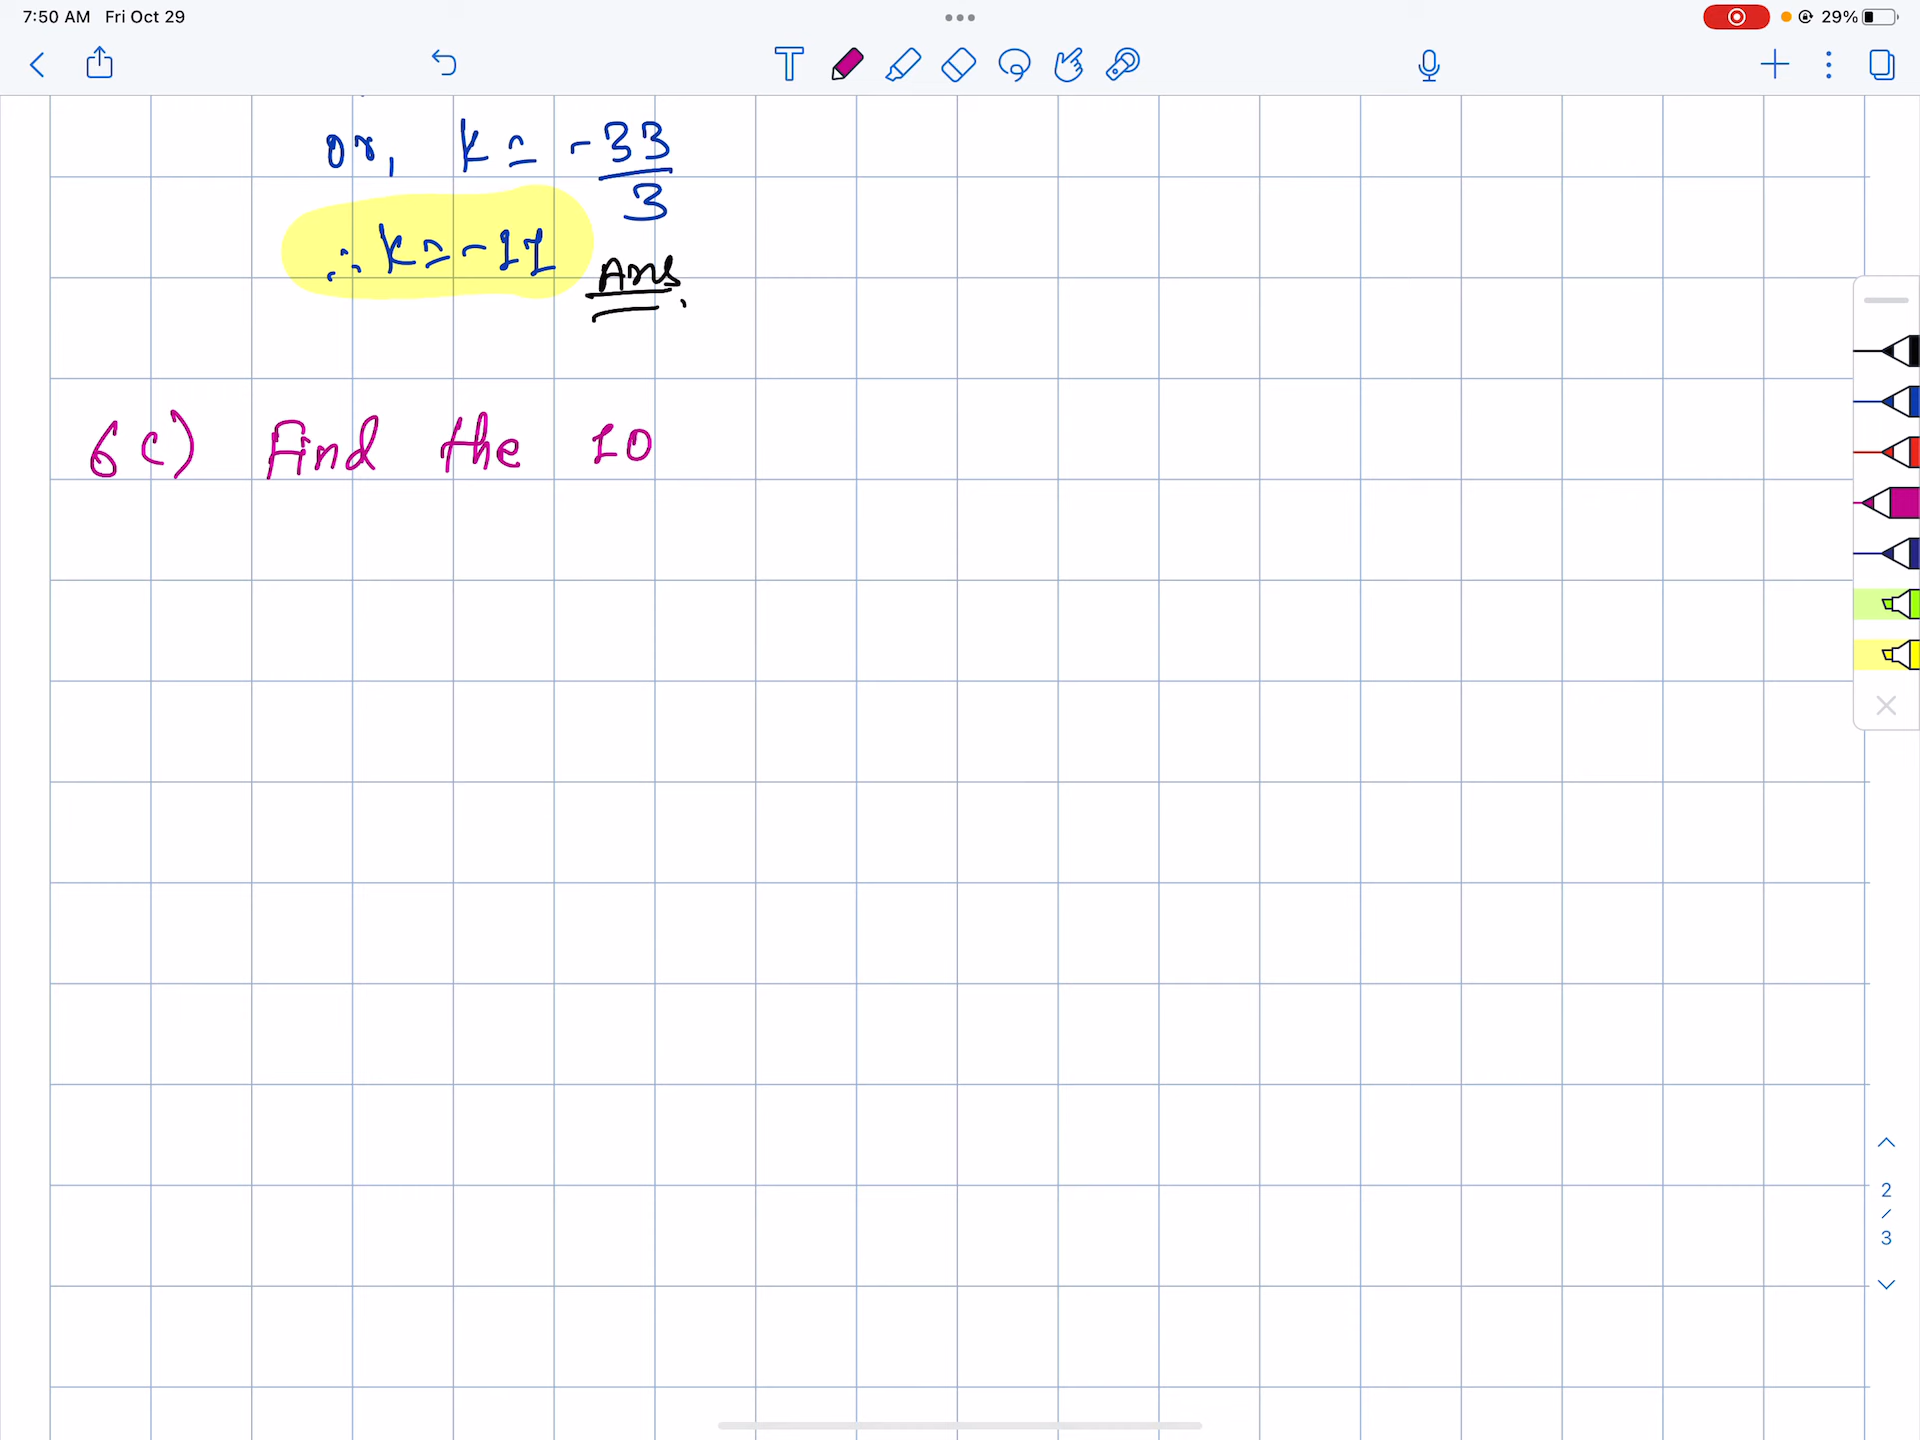 7:50 AM Fri Oct 29
29%
or, k = -33
3
∴ k = -11
Ans.
6 c) Find the 10
2
/
3